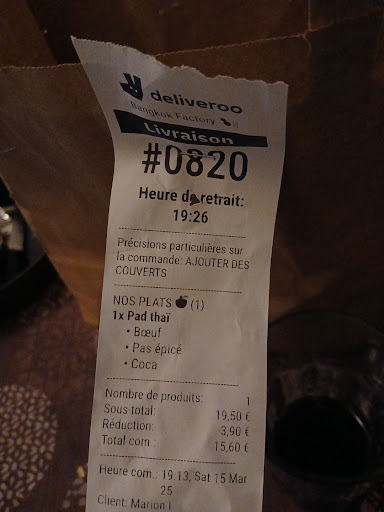 deliveroo
Bangkok Factory
Livraison
#0820
Heure de retrait:
19:26
Précisions particulières sur
la commande: AJOUTER DES
COUVERTS
NOS PLATS (1)
1x Pad thaï
• Bœuf
• Pas épicé
• Coca
Nombre de produits: 1
Sous total: 19,50 €
Réduction: -3,90 €
Total com.: 15,60 €
Heure com.: 19:13, Sat 15 Mar
25
Client: Marion